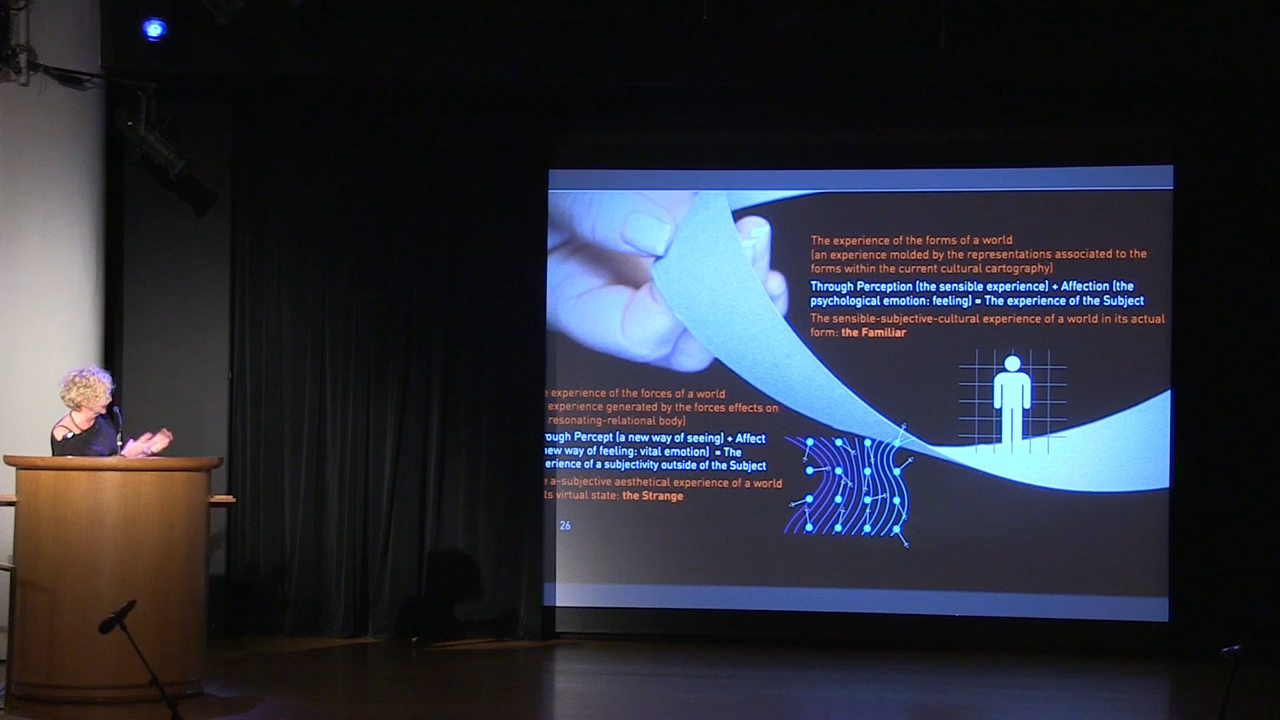 The experience of the forms of a world
(an experience molded by the representations associated to the
forms within the current cultural cartography)
Through Perception (the sensible experience) + Affection (the
psychological emotion: feeling) = The experience of the Subject
The sensible-subjective-cultural experience of a world in its actual
form: the Familiar
e experience of the forces of a world
experience generated by the forces effects on
resonating-relational body)
rough Percept (a new way of seeing) + Affect
new way of feeling: vital emotion) = The
erience of a subjectivity outside of the Subject
e a-subjective aesthetical experience of a world
ts virtual state: the Strange
26